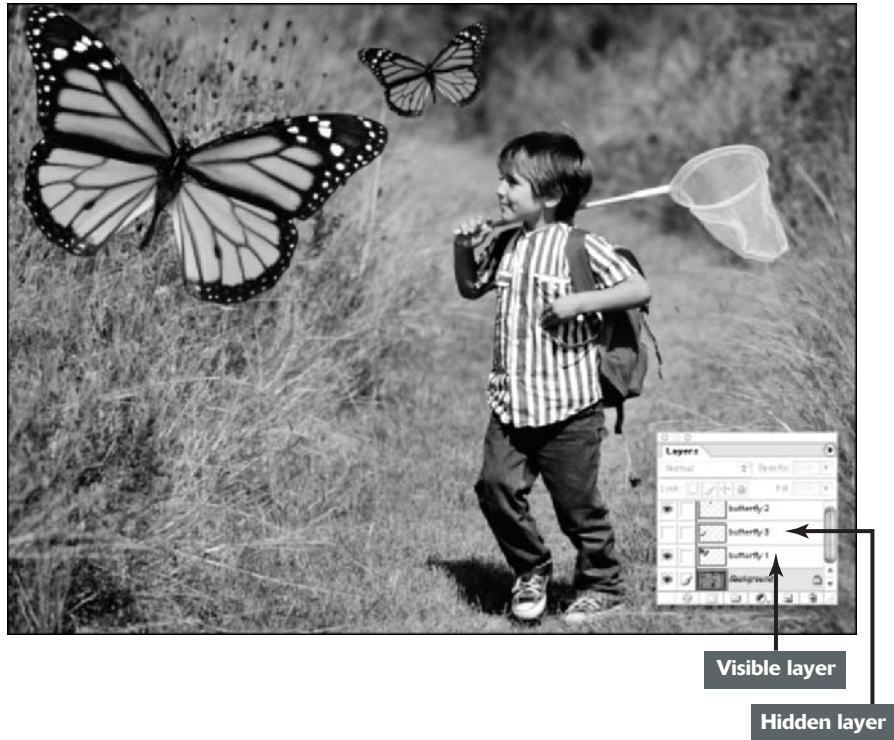 Layers
Normal
Opacity:
Lock:
Fill:
butterfly 2
butterfly 3
butterfly 1
Background
Visible layer
Hidden layer